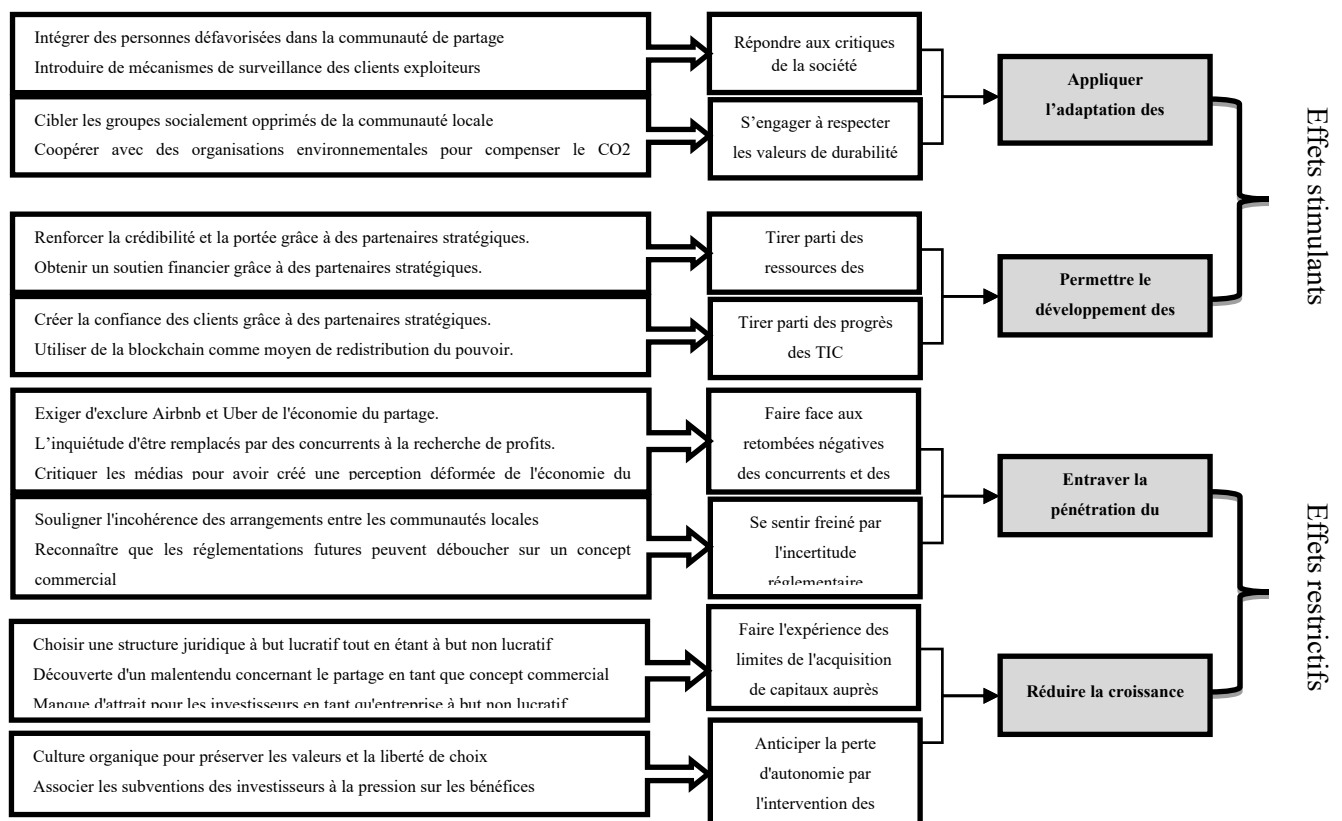 Intégrer des personnes défavorisées dans la communauté de partage
Introduire de mécanismes de surveillance des clients exploiteurs
Cibler les groupes socialement opprimés de la communauté locale
Coopérer avec des organisations environnementales pour compenser le CO2
Répondre aux critiques
de la société
S’engager à respecter
les valeurs de durabilité
Appliquer
l’adaptation des
Renforcer la crédibilité et la portée grâce à des partenaires stratégiques.
Obtenir un soutien financier grâce à des partenaires stratégiques.
Créer la confiance des clients grâce à des partenaires stratégiques.
Utiliser de la blockchain comme moyen de redistribution du pouvoir.
Tirer parti des
ressources des
Tirer parti des progrès
des TIC
Permettre le
développement des
Effets stimulants
Exiger d'exclure Airbnb et Uber de l'économie du partage.
L’inquiétude d'être remplacés par des concurrents à la recherche de profits.
Critiquer les médias pour avoir créé une perception déformée de l'économie du
Souligner l'incohérence des arrangements entre les communautés locales
Reconnaître que les réglementations futures peuvent déboucher sur un concept
commercial
Faire face aux
retombées négatives
des concurrents et des
Se sentir freiné par
l'incertitude
réglementaire
Entraver la
pénétration du
Choisir une structure juridique à but lucratif tout en étant à but non lucratif
Découverte d'un malentendu concernant le partage en tant que concept commercial
Manque d'attrait pour les investisseurs en tant qu'entreprise à but non lucratif
Culture organique pour préserver les valeurs et la liberté de choix
Associer les subventions des investisseurs à la pression sur les bénéfices
Faire l'expérience des
limites de l'acquisition
de capitaux auprès
Anticiper la perte
d'autonomie par
l'intervention des
Réduire la croissance
Effets restrictifs